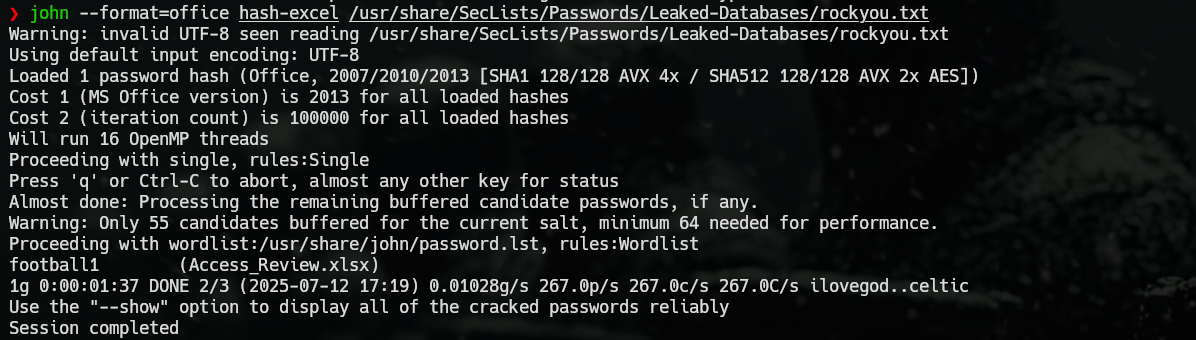 ❯ john --format=office hash-excel /usr/share/SecLists/Passwords/Leaked-Databases/rockyou.txt
Warning: invalid UTF-8 seen reading /usr/share/SecLists/Passwords/Leaked-Databases/rockyou.txt
Using default input encoding: UTF-8
Loaded 1 password hash (Office, 2007/2010/2013 [SHA1 128/128 AVX 4x / SHA512 128/128 AVX 2x AES])
Cost 1 (MS Office version) is 2013 for all loaded hashes
Cost 2 (iteration count) is 100000 for all loaded hashes
Will run 16 OpenMP threads
Proceeding with single, rules:Single
Press 'q' or Ctrl-C to abort, almost any other key for status
Almost done: Processing the remaining buffered candidate passwords, if any.
Warning: Only 55 candidates buffered for the current salt, minimum 64 needed for performance.
Proceeding with wordlist:/usr/share/john/password.lst, rules:Wordlist
football1        (Access_Review.xlsx)
1g 0:00:01:37 DONE 2/3 (2025-07-12 17:19) 0.01028g/s 267.0p/s 267.0c/s 267.0C/s ilovegod..celtic
Use the "--show" option to display all of the cracked passwords reliably
Session completed